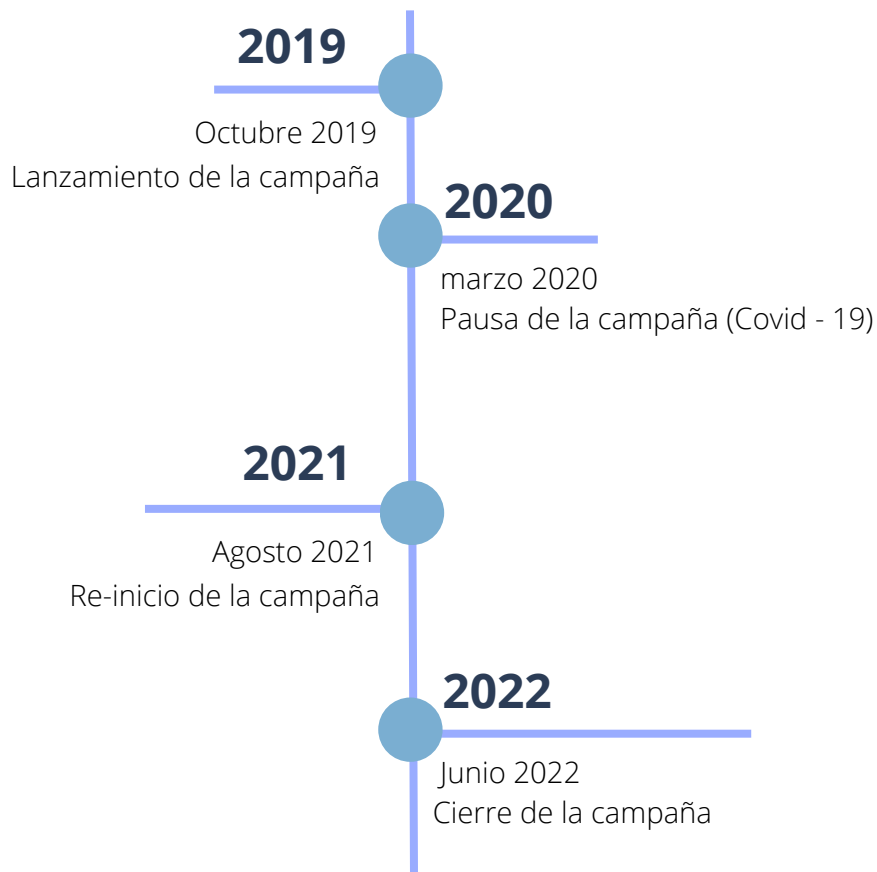 2019
Octubre 2019
Lanzamiento de la campaña
2020
marzo 2020
Pausa de la campaña (Covid - 19)
2021
Agosto 2021
Re-inicio de la campaña
2022
Junio 2022
Cierre de la campaña